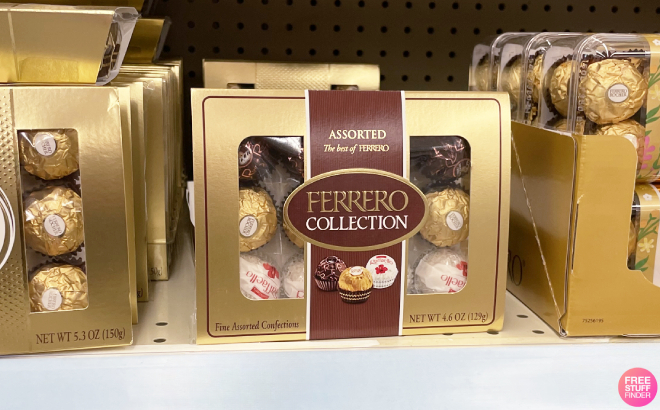 ASSORTED
The best of FERRERO
FERRERO
COLLECTION
Fine Assorted Confections
NET WT 4.6 OZ (129g)
NET WT 5.3 OZ (150g)
FREE
STUFF
FINDER